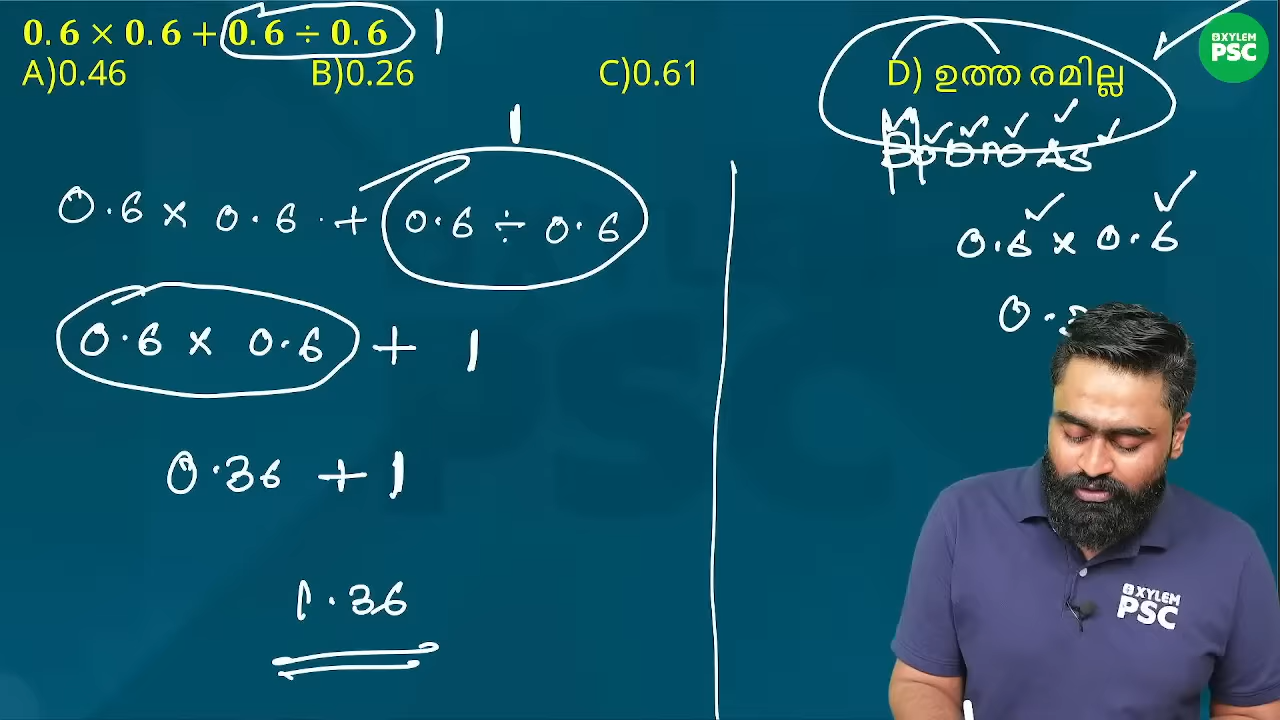 0.6 × 0.6 + 0.6 ÷ 0.6 1
A)0.46 B)0.26 C)0.61 D) ഉത്തരമില്ല
XYLEM
PSC
1
0.6 × 0.6 + 0.6 ÷ 0.6
0.6 × 0.6 + 1
0.36 + 1
1.36
0.6 × 0.6
XYLEM
PSC